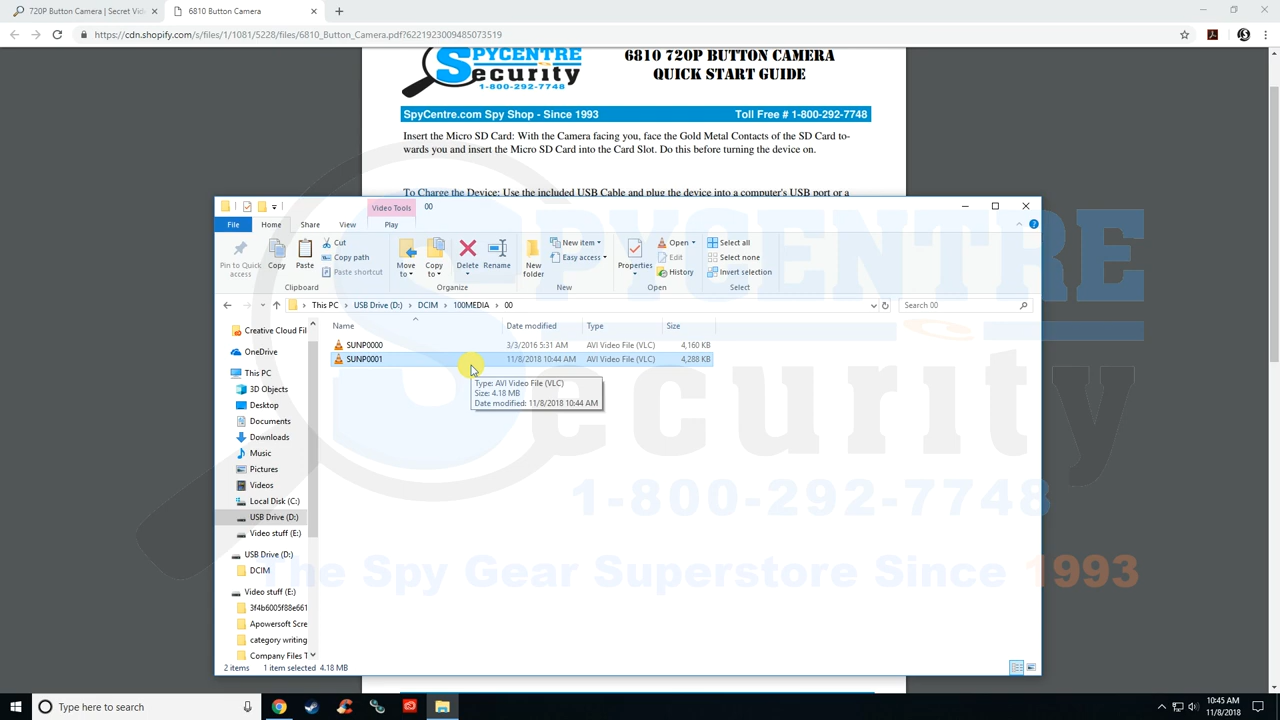 720P Button Camera | Secret Vid
6810 Button Camera
https://cdn.shopify.com/s/files/1/1081/5228/files/6810_Button_Camera.pdf?6221923009485073519
SPYCENTRE
Security
1-800-292-7748
6810 720P BUTTON CAMERA
QUICK START GUIDE
SpyCentre.com Spy Shop - Since 1993 Toll Free # 1-800-292-7748
Insert the Micro SD Card: With the Camera facing you, face the Gold Metal Contacts of the SD Card to-
wards you and insert the Micro SD Card into the Card Slot. Do this before turning the device on.
To Charge the Device: Use the included USB Cable and plug the device into a computer's USB port or a
Video Tools 00
File Home Share View Play
Pin to Quick access
Copy
Paste
Cut
Copy path
Paste shortcut
Clipboard
Move to
Copy to
Delete
Rename
Organize
New folder
New item
Easy access
New
Properties
Open
Edit
History
Open
Select all
Select none
Invert selection
Select
This PC > USB Drive (D:) > DCIM > 100MEDIA > 00
Search 00
Name Date modified Type Size
SUNP0000 3/3/2016 5:31 AM AVI Video File (VLC) 4,160 KB
SUNP0001 11/8/2018 10:44 AM AVI Video File (VLC) 4,288 KB
Type: AVI Video File (VLC)
Size: 4.18 MB
Date modified: 11/8/2018 10:44 AM
Creative Cloud Fil
OneDrive
This PC
3D Objects
Desktop
Documents
Downloads
Music
Pictures
Videos
Local Disk (C:)
USB Drive (D:)
Video stuff (E:)
USB Drive (D:)
DCIM
Video stuff (E:)
3f4b6005f88e661
Apowersoft Scre
category writing
Company Files T
2 items 1 item selected 4.18 MB
SPYCENTRE
Security
1-800-292-7748
The Spy Gear Superstore Since 1993
Type here to search
10:45 AM
11/8/2018